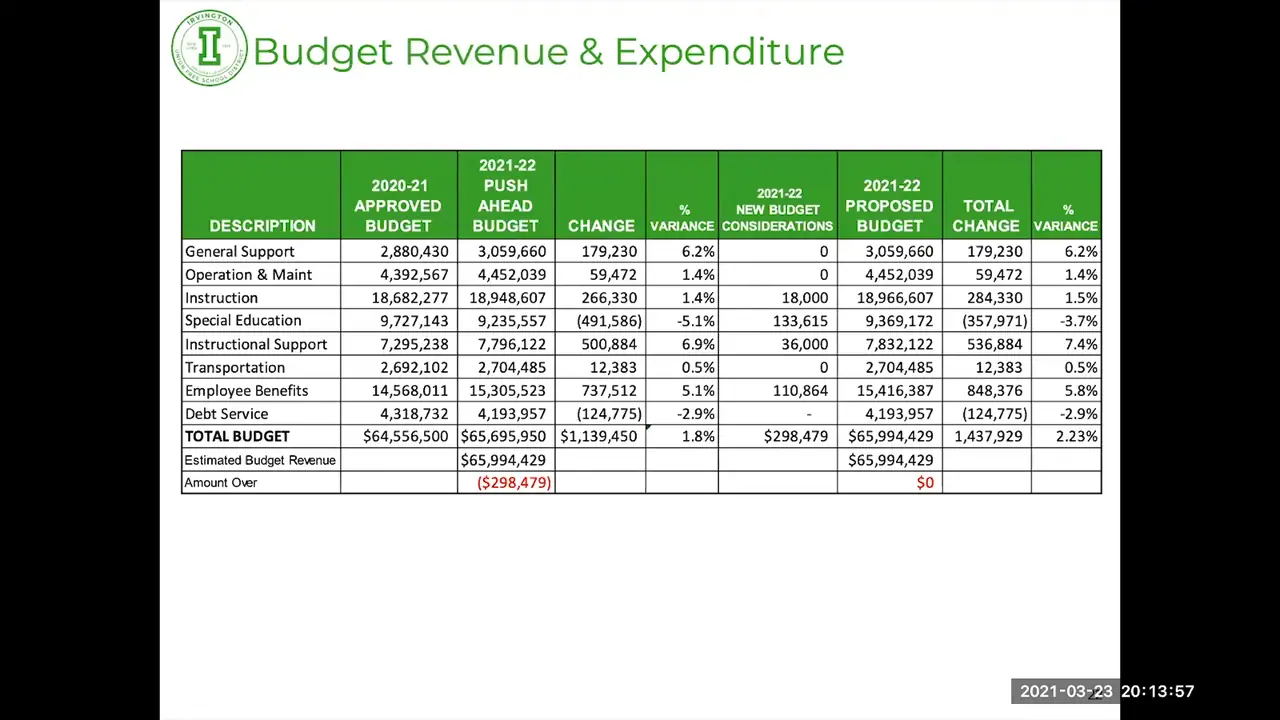 IRVINGTON
UNION FREE SCHOOL DISTRICT
I
Budget Revenue & Expenditure
DESCRIPTION 2020-21 APPROVED BUDGET 2021-22 PUSH AHEAD BUDGET CHANGE % VARIANCE 2021-22 NEW BUDGET CONSIDERATIONS 2021-22 PROPOSED BUDGET TOTAL CHANGE % VARIANCE
General Support 2,880,430 3,059,660 179,230 6.2% 0 3,059,660 179,230 6.2%
Operation & Maint 4,392,567 4,452,039 59,472 1.4% 0 4,452,039 59,472 1.4%
Instruction 18,682,277 18,948,607 266,330 1.4% 18,000 18,966,607 284,330 1.5%
Special Education 9,727,143 9,235,557 (491,586) -5.1% 133,615 9,369,172 (357,971) -3.7%
Instructional Support 7,295,238 7,796,122 500,884 6.9% 36,000 7,832,122 536,884 7.4%
Transportation 2,692,102 2,704,485 12,383 0.5% 0 2,704,485 12,383 0.5%
Employee Benefits 14,568,011 15,305,523 737,512 5.1% 110,864 15,416,387 848,376 5.8%
Debt Service 4,318,732 4,193,957 (124,775) -2.9% - 4,193,957 (124,775) -2.9%
TOTAL BUDGET $64,556,500 $65,695,950 $1,139,450 1.8% $298,479 $65,994,429 1,437,929 2.23%
Estimated Budget Revenue $65,994,429 $65,994,429
Amount Over ($298,479) $0
2021-03-23 20:13:57